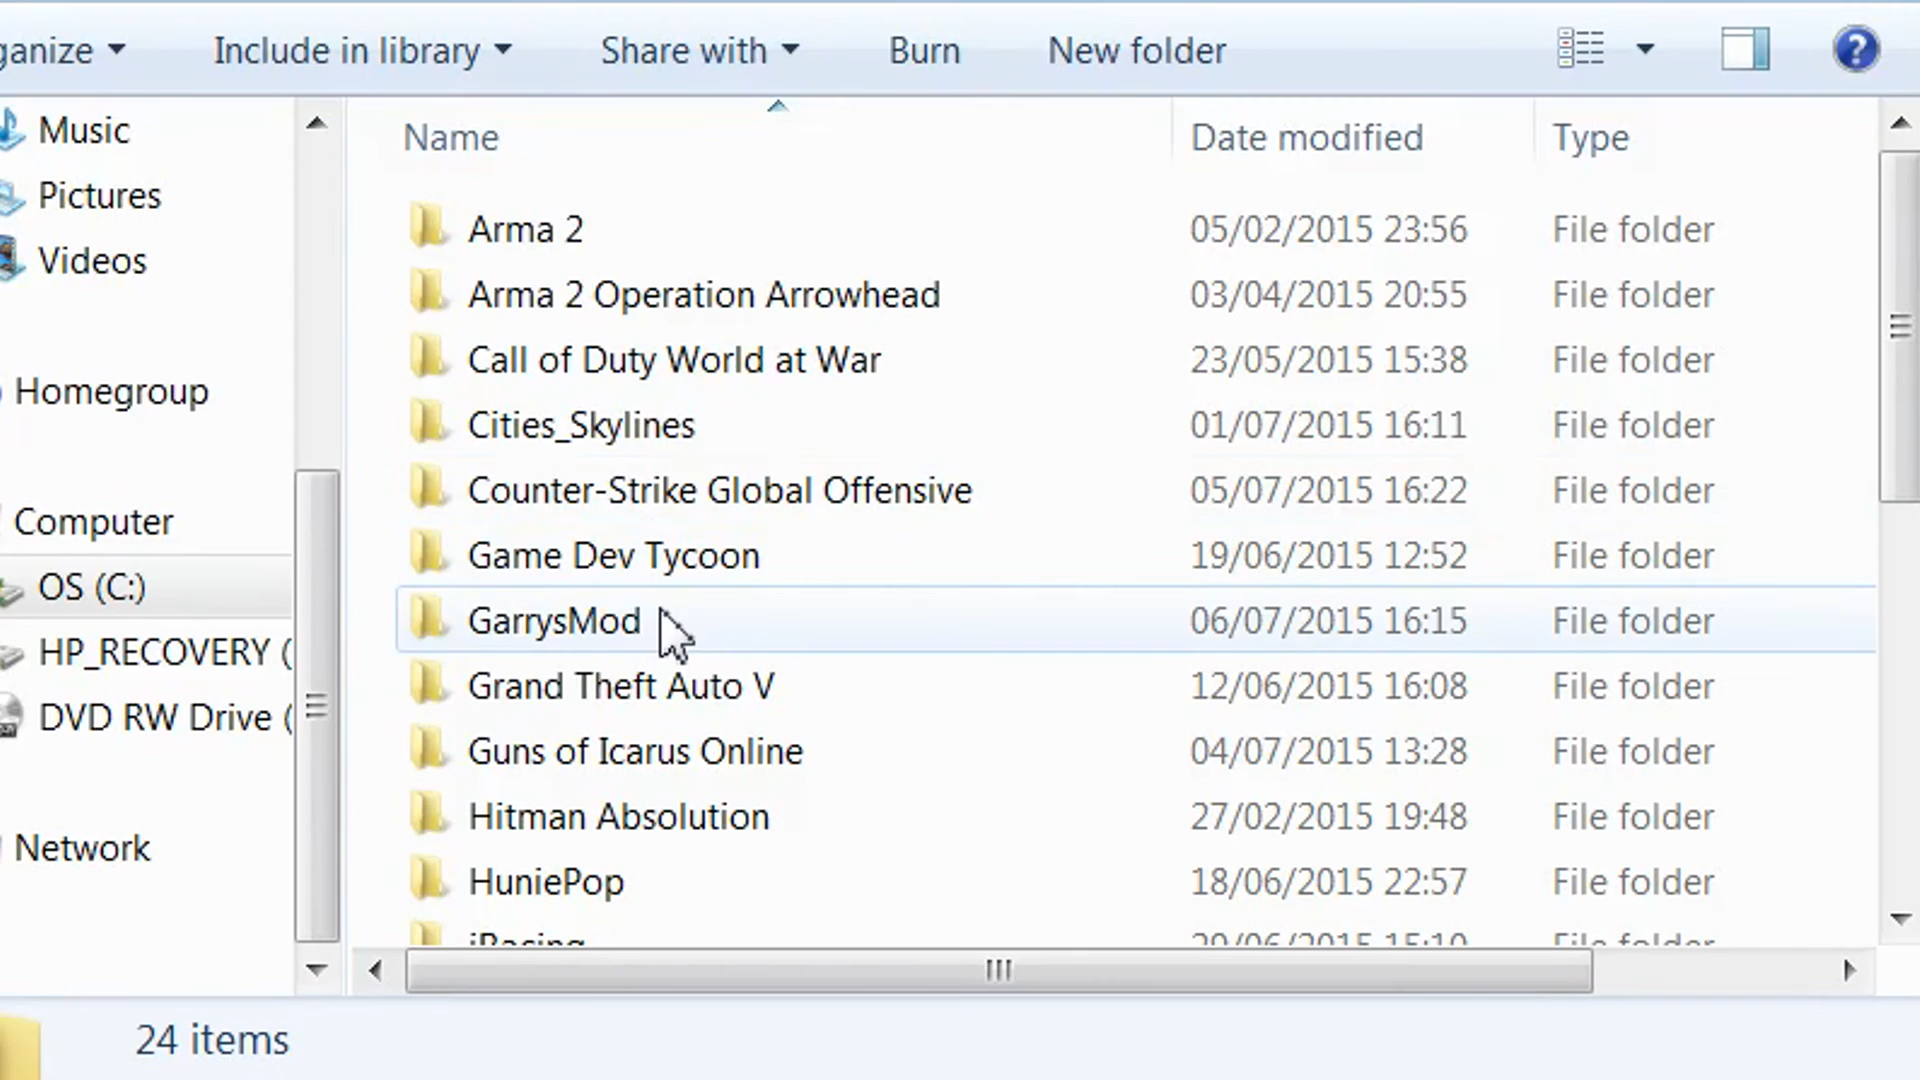 ganize Include in library Share with Burn New folder
Music
Pictures
Videos
Homegroup
Computer
OS (C:)
HP_RECOVERY (
DVD RW Drive (
Network
Name Date modified Type
Arma 2 05/02/2015 23:56 File folder
Arma 2 Operation Arrowhead 03/04/2015 20:55 File folder
Call of Duty World at War 23/05/2015 15:38 File folder
Cities_Skylines 01/07/2015 16:11 File folder
Counter-Strike Global Offensive 05/07/2015 16:22 File folder
Game Dev Tycoon 19/06/2015 12:52 File folder
GarrysMod 06/07/2015 16:15 File folder
Grand Theft Auto V 12/06/2015 16:08 File folder
Guns of Icarus Online 04/07/2015 13:28 File folder
Hitman Absolution 27/02/2015 19:48 File folder
HuniePop 18/06/2015 22:57 File folder
iRacing File folder
24 items